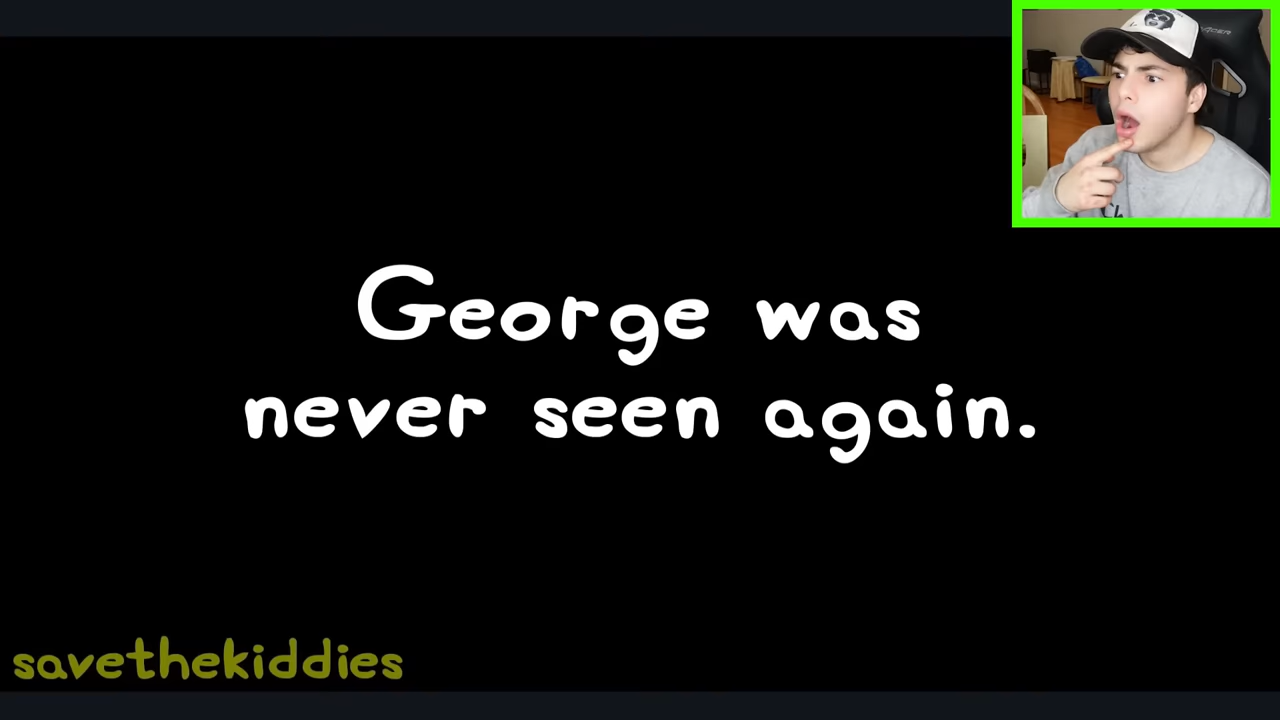 George was
never seen again.
savethekiddies